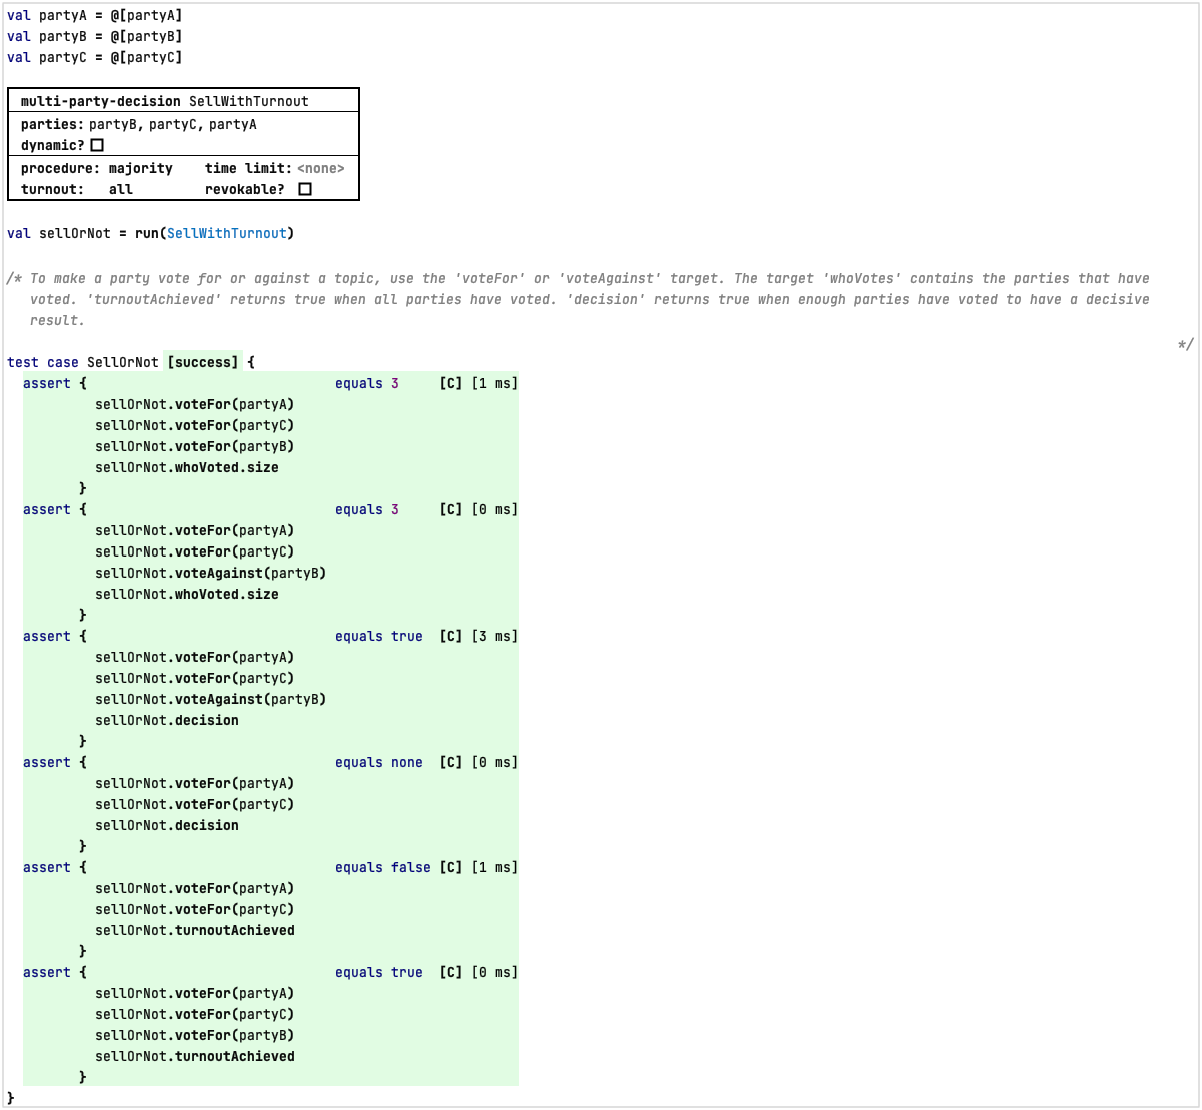 val partyA = @[partyA]
val partyB = @[partyB]
val partyC = @[partyC]
multi-party-decision SellWithTurnout
parties: partyB, partyC, partyA
dynamic?
procedure: majority time limit: <none>
turnout: all revokable?
val sellOrNot = run(SellWithTurnout)
/* To make a party vote for or against a topic, use the 'voteFor' or 'voteAgainst' target. The target 'whoVotes' contains the parties that have
voted. 'turnoutAchieved' returns true when all parties have voted. 'decision' returns true when enough parties have voted to have a decisive
result.
*/
test case SellOrNot [success] {
assert { equals 3 [C] [1 ms]
sellOrNot.voteFor(partyA)
sellOrNot.voteFor(partyC)
sellOrNot.voteFor(partyB)
sellOrNot.whoVoted.size
}
assert { equals 3 [C] [0 ms]
sellOrNot.voteFor(partyA)
sellOrNot.voteFor(partyC)
sellOrNot.voteAgainst(partyB)
sellOrNot.whoVoted.size
}
assert { equals true [C] [3 ms]
sellOrNot.voteFor(partyA)
sellOrNot.voteFor(partyC)
sellOrNot.voteAgainst(partyB)
sellOrNot.decision
}
assert { equals none [C] [0 ms]
sellOrNot.voteFor(partyA)
sellOrNot.voteFor(partyC)
sellOrNot.decision
}
assert { equals false [C] [1 ms]
sellOrNot.voteFor(partyA)
sellOrNot.voteFor(partyC)
sellOrNot.turnoutAchieved
}
assert { equals true [C] [0 ms]
sellOrNot.voteFor(partyA)
sellOrNot.voteFor(partyC)
sellOrNot.voteFor(partyB)
sellOrNot.turnoutAchieved
}
}